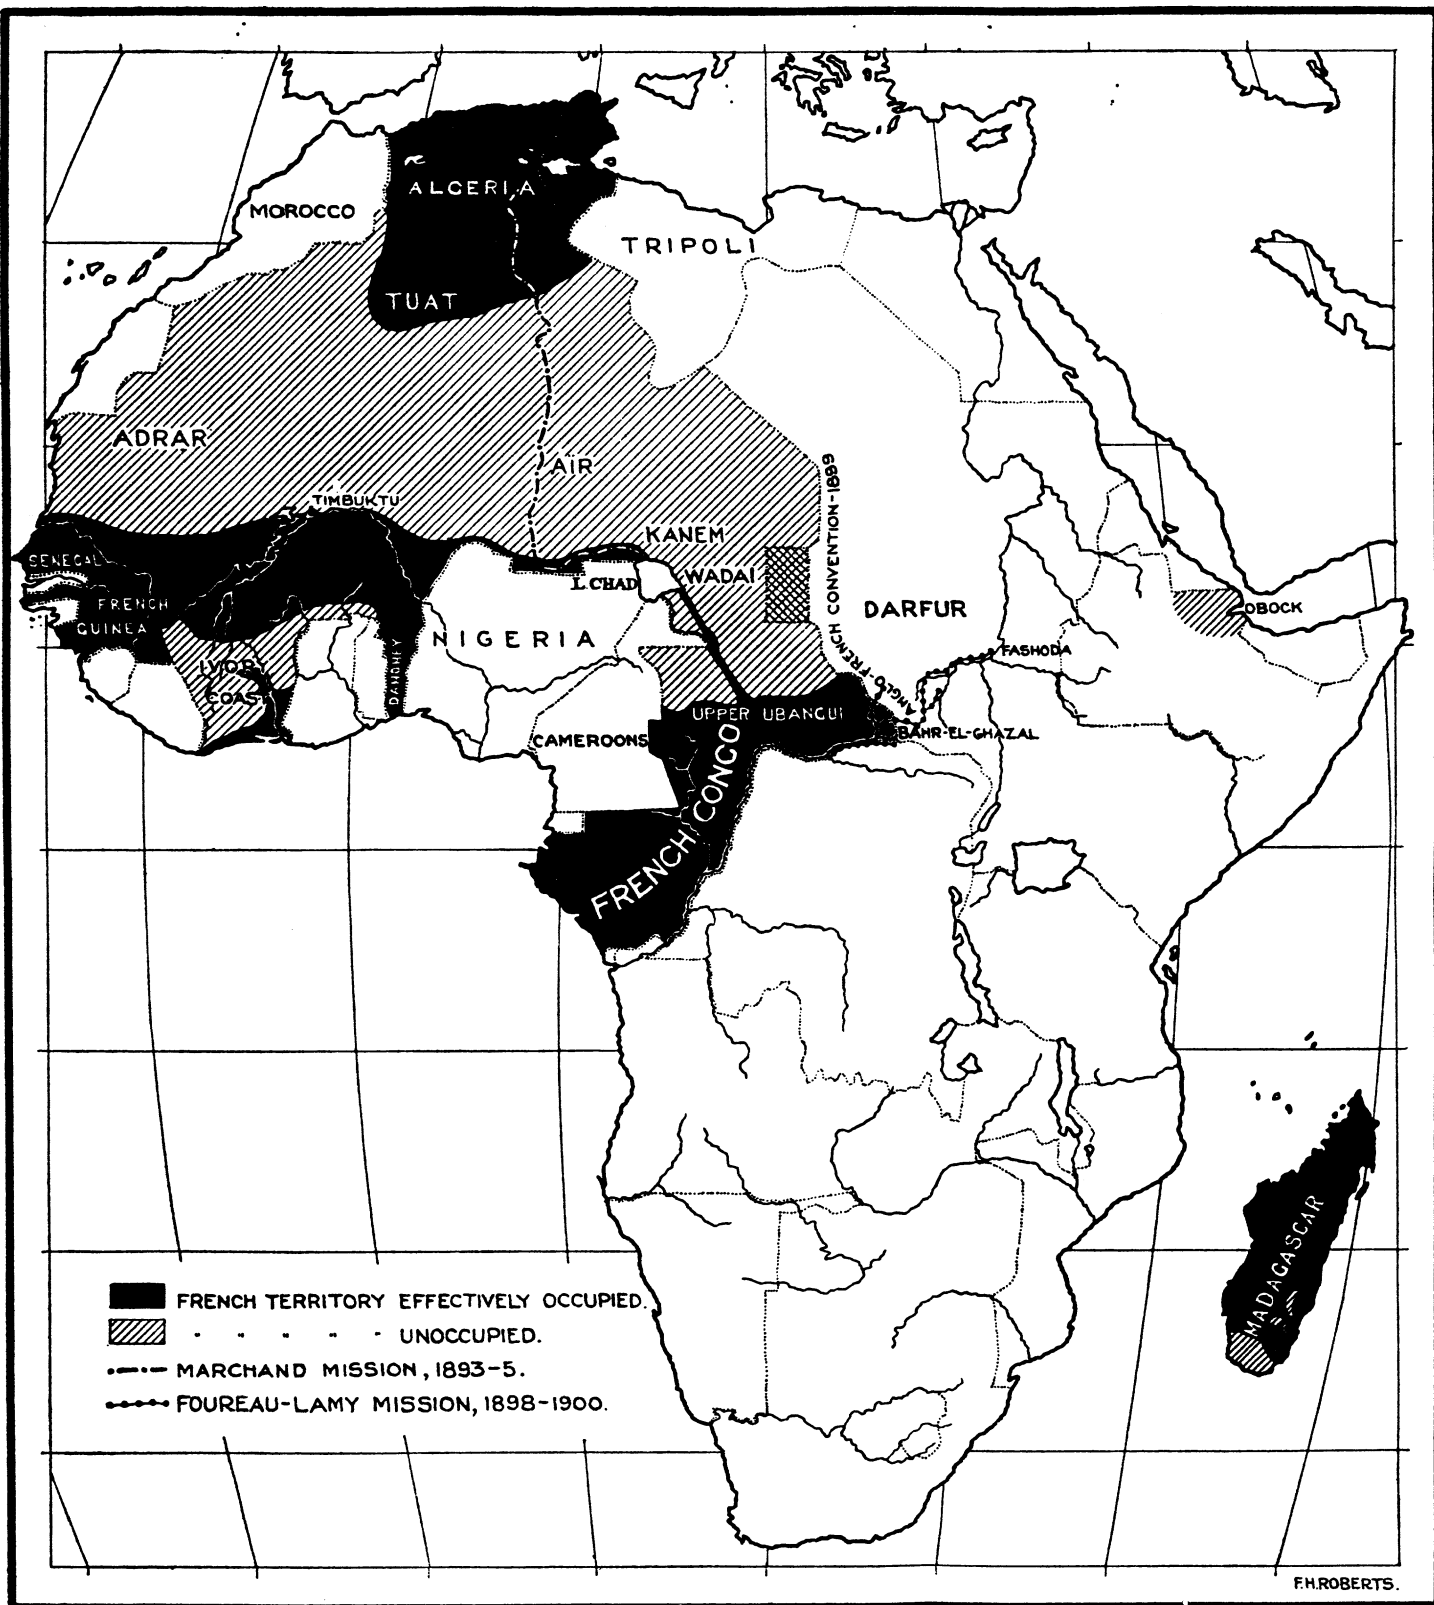 ALGERIA
MOROCCO
TRIPOLI
TUAT
ADRAR
AIR
TIMBUKTU
KANEM
SENEGAL
L.CHAD
WADAI
ANGLO-FRENCH CONVENTION-1899
FRENCH
GUINEA
DARFUR
OBOCK
NIGERIA
FASHODA
IVORY
COAST
DAHOMEY
UPPER UBANGUI
BAHR-EL-GHAZAL
CAMEROONS
FRENCH CONGO
MADAGASCAR
FRENCH TERRITORY EFFECTIVELY OCCUPIED.
" " " " " UNOCCUPIED.
MARCHAND MISSION, 1893-5.
FOUREAU-LAMY MISSION, 1898-1900.
F.H.ROBERTS.